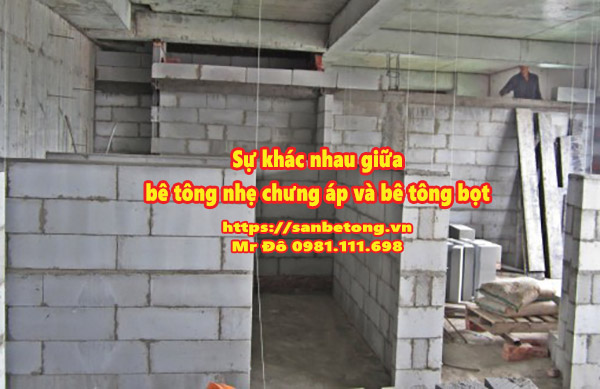 Sự khác nhau giữa
bê tông nhẹ chưng áp và bê tông bọt
https://sanbetong.vn
Mr Đô 0981.111.698